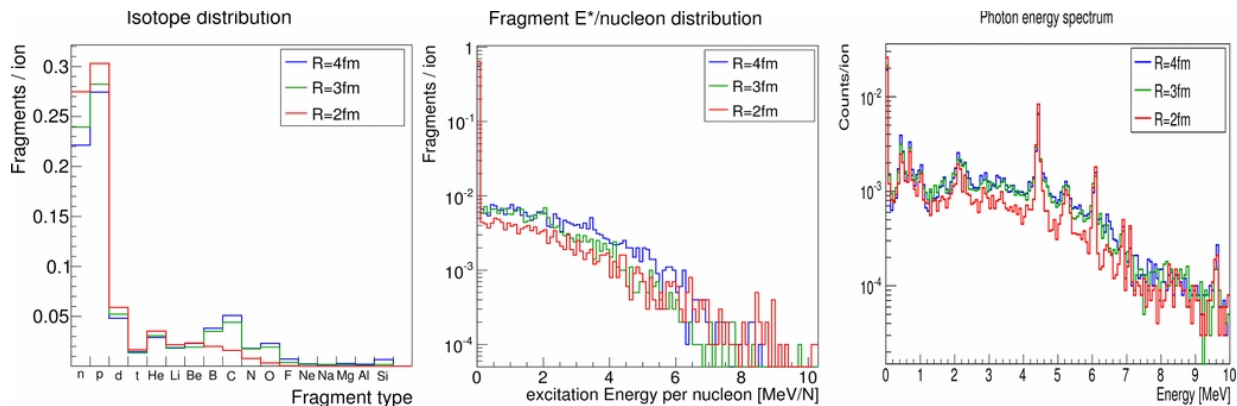 Isotope distribution
Fragments / ion
0.3
0.25
0.2
0.15
0.1
0.05
R=4fm
R=3fm
R=2fm
n p d t He Li Be B C N O F Ne Na Mg Al Si
Fragment type
Fragment E*/nucleon distribution
Fragments / ion
1
10⁻¹
10⁻²
10⁻³
10⁻⁴
R=4fm
R=3fm
R=2fm
0 2 4 6 8 10
excitation Energy per nucleon [MeV/N]
Photon energy spectrum
Counts/ion
10⁻²
10⁻³
10⁻⁴
R=4fm
R=3fm
R=2fm
0 1 2 3 4 5 6 7 8 9 10
Energy [MeV]